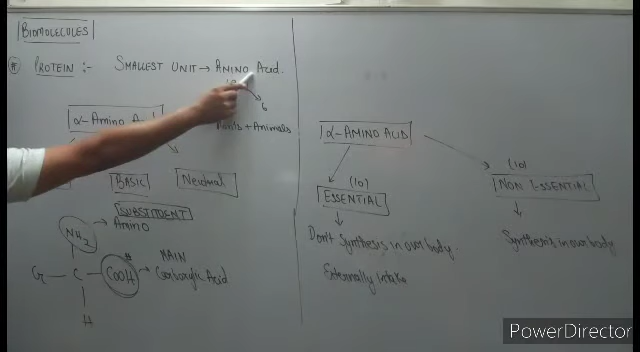 BIOMOLECULES
PROTEIN :- SMALLEST UNIT → AMINO Acid.
6
Plants + Animals
α-Amino
BASIC
Neutral
SUBSTITUENT
Amino
NH2
G — C — COOH → MAIN
Carboxylic Acid
H
α-AMINO ACID
(10)
ESSENTIAL
Don't Synthesis in our body.
Externally Intake
(10)
NON ESSENTIAL
Synthesis in our body
PowerDirector